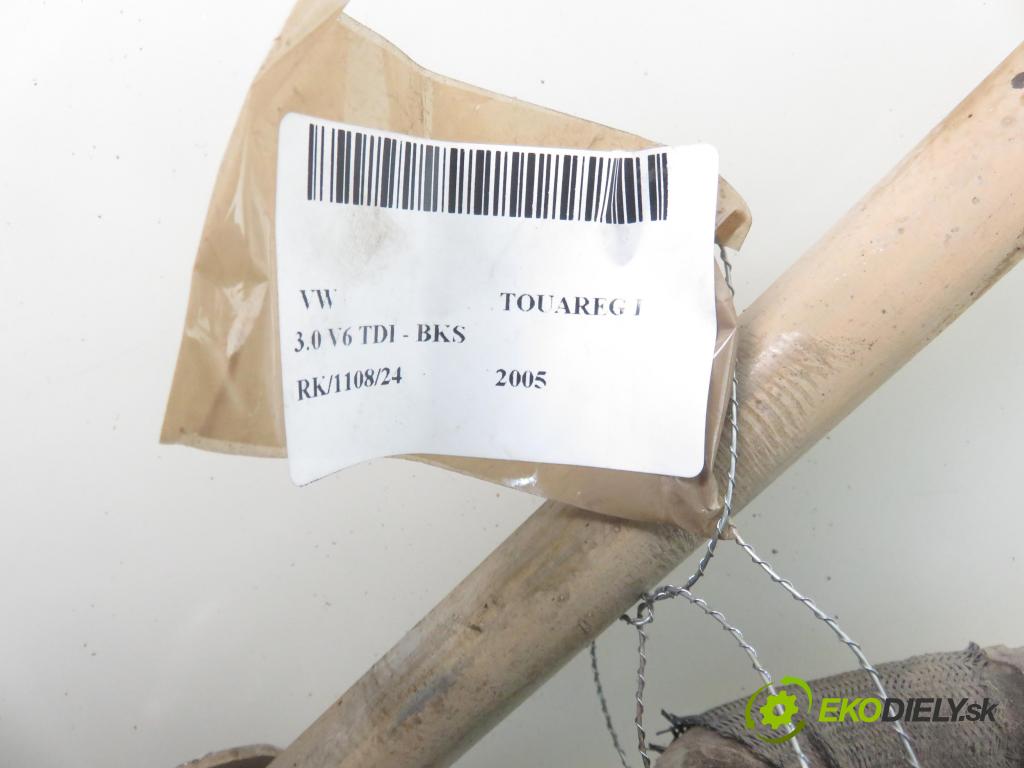 VW TOUAREG I
3.0 V6 TDI - BKS
RK/1108/24 2005
EKODIELY.sk